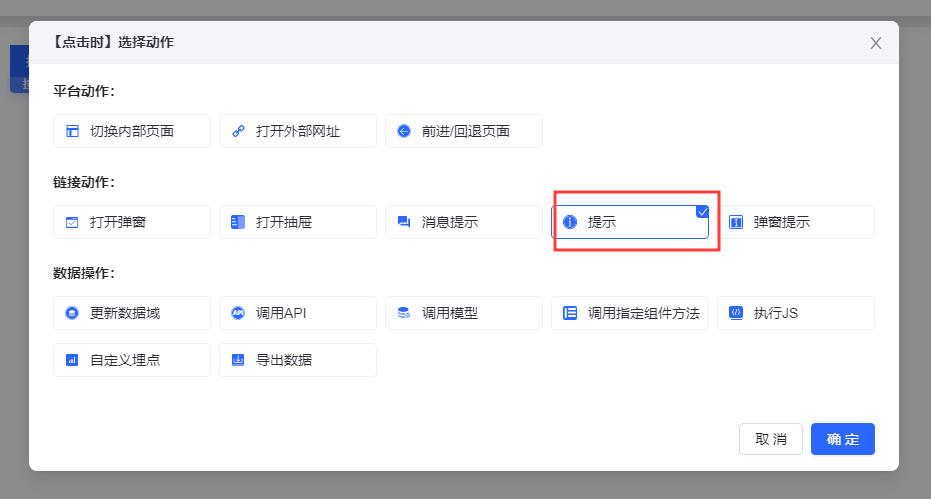 【点击时】选择动作
平台动作：
切换内部页面
打开外部网址
前进/回退页面
链接动作：
打开弹窗
打开抽屉
消息提示
提示
弹窗提示
数据操作：
更新数据域
调用API
调用模型
调用指定组件方法
执行JS
自定义埋点
导出数据
取 消
确 定